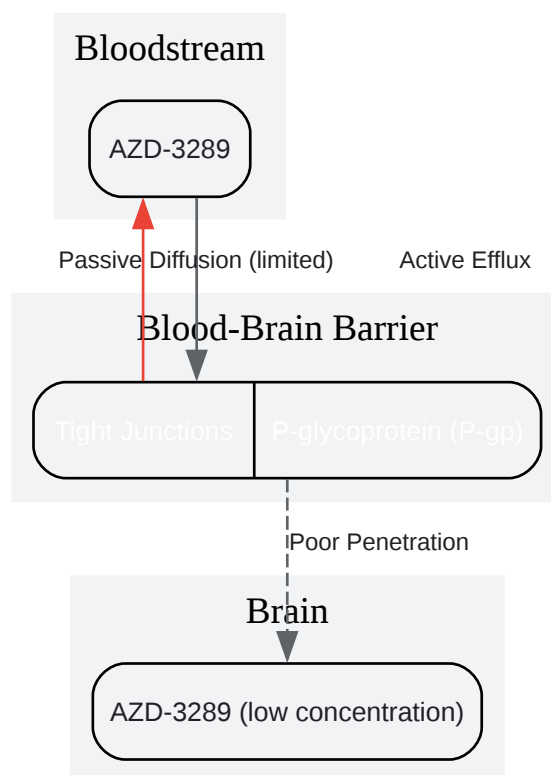 Bloodstream
AZD-3289
Passive Diffusion (limited)
Active Efflux
Blood-Brain Barrier
Tight Junctions
P-glycoprotein (P-gp)
Poor Penetration
Brain
AZD-3289 (low concentration)